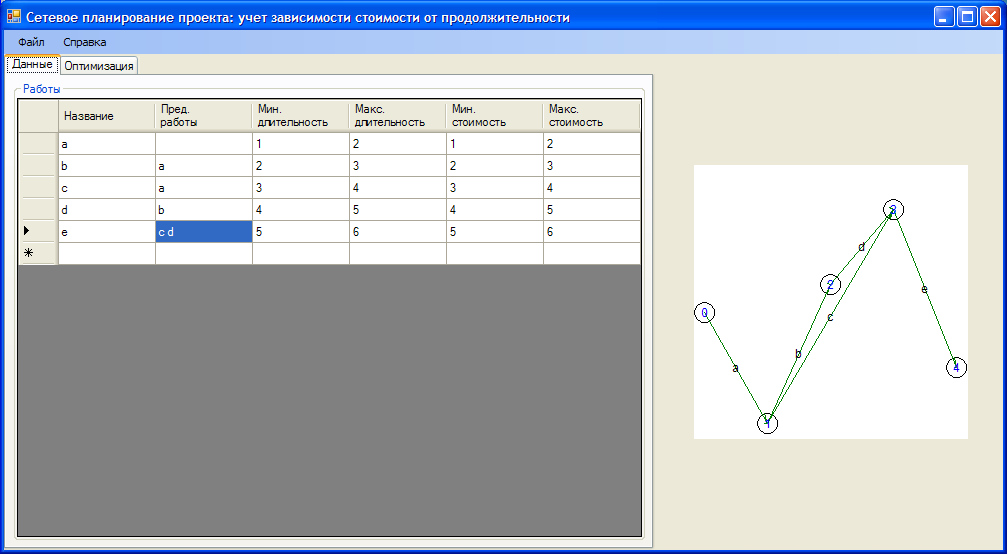 Сетевое планирование проекта: учет зависимости стоимости от продолжительности
Файл Справка
Данные Оптимизация
Работы
Название Пред. работы Мин. длительность Макс. длительность Мин. стоимость Макс. стоимость
a 1 2 1 2
b a 2 3 2 3
c a 3 4 3 4
d b 4 5 4 5
e c d 5 6 5 6
3
d
2
e
0
c
b
a
4
1